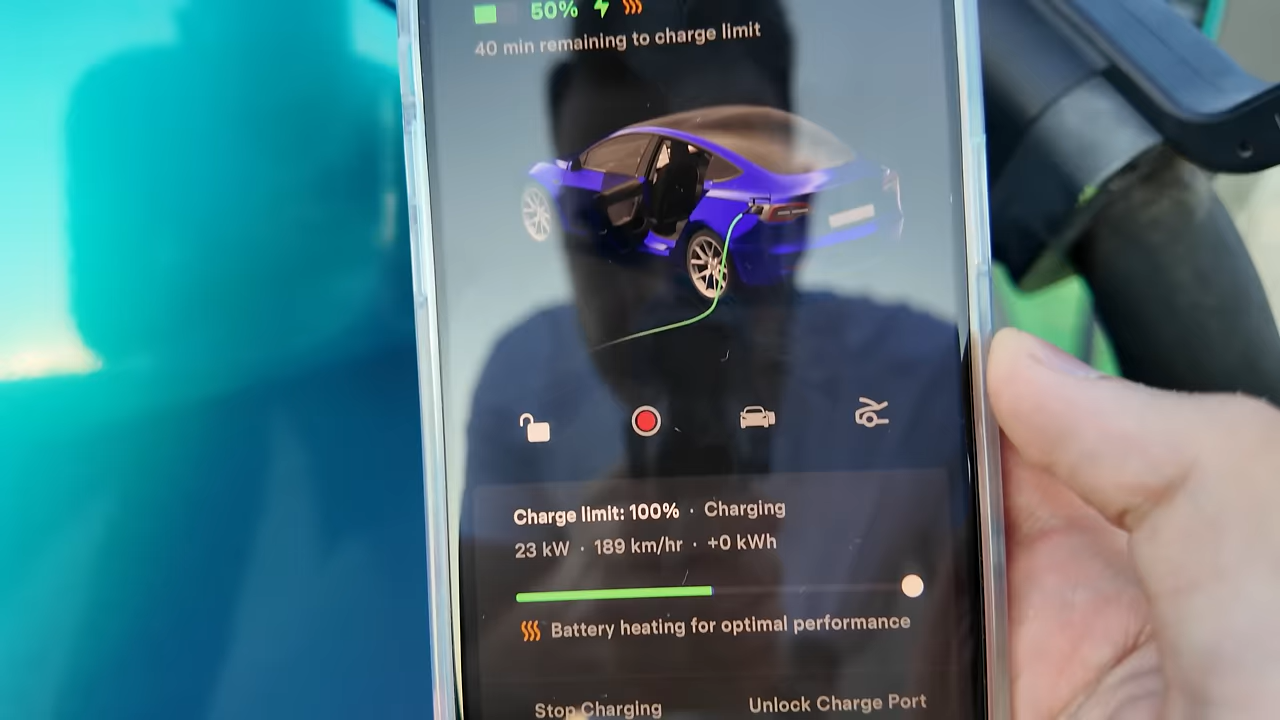 50%
40 min remaining to charge limit
Charge limit: 100% · Charging
23 kW · 189 km/hr · +0 kWh
Battery heating for optimal performance
Stop Charging Unlock Charge Port